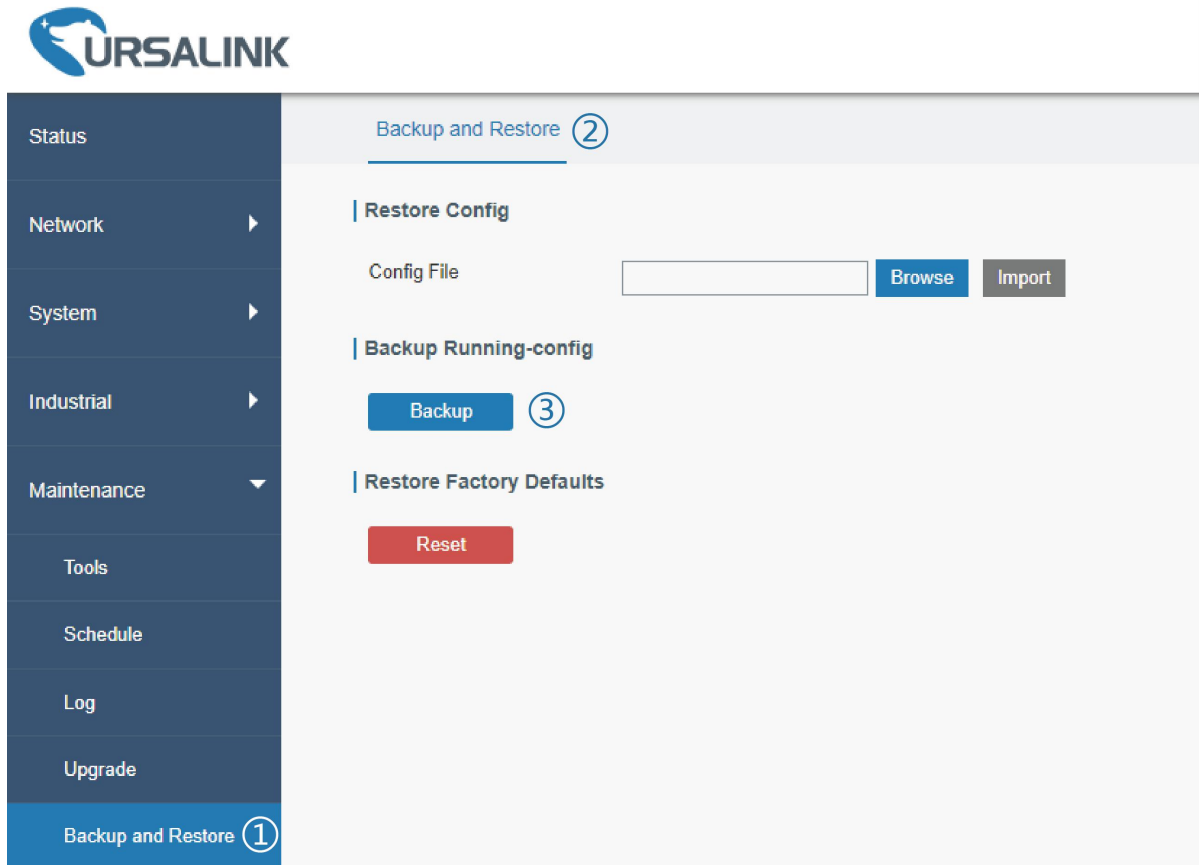 URSALINK
Status
Backup and Restore ②
Network
Restore Config
Config File
Browse
Import
System
Backup Running-config
Industrial
Backup ③
Maintenance
Restore Factory Defaults
Reset
Tools
Schedule
Log
Upgrade
Backup and Restore ①